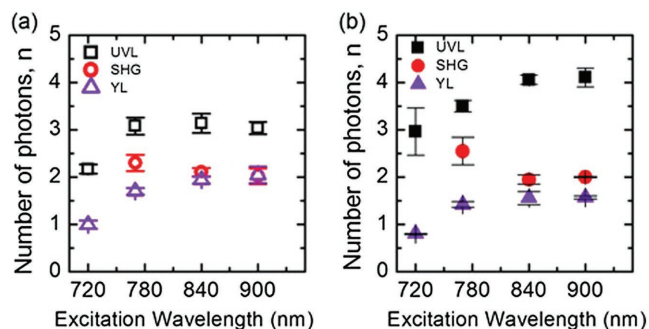 (a)
Number of photons, n
5
4
3
2
1
0
UVL
SHG
YL
720 780 840 900
Excitation Wavelength (nm)
(b)
Number of photons, n
5
4
3
2
1
0
UVL
SHG
YL
720 780 840 900
Excitation Wavelength (nm)